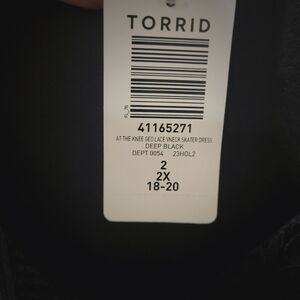 TORRID
41165271
AT THE KNEE GEO LACE VNECK SKATER DRESS
DEEP BLACK
DEPT 0054 23HOL2
2
2X
18-20